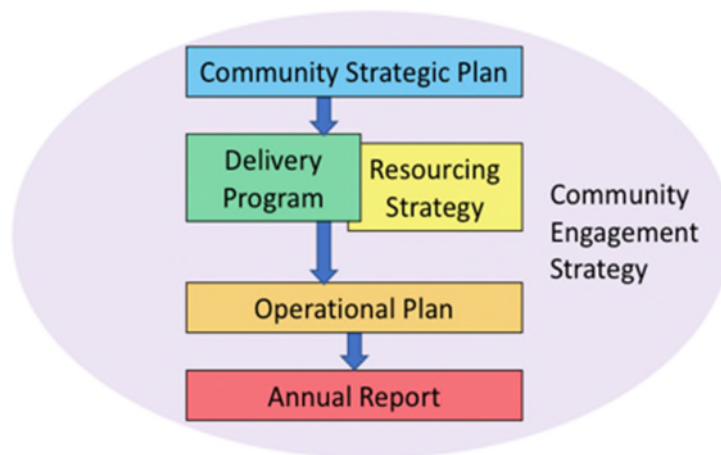 Community Strategic Plan
Delivery
Program
Resourcing
Strategy
Community
Engagement
Strategy
Operational Plan
Annual Report